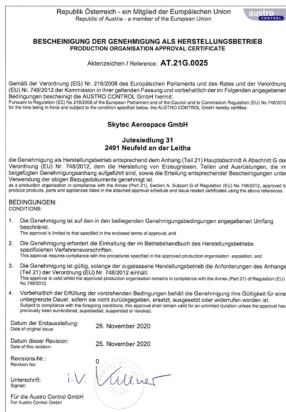 Republik Österreich - ein Mitglied der Europäischen Union
Republic of Austria - a member of the European Union
austro
CONTROL
BESCHEINIGUNG DER GENEHMIGUNG ALS HERSTELLUNGSBETRIEB
PRODUCTION ORGANISATION APPROVAL CERTIFICATE
Aktenzeichen / Reference: AT.21G.0025
Gemäß der Verordnung (EG) Nr. 216/2008 des Europäischen Parlaments und des Rates und der Verordnung
(EU) Nr. 748/2012 der Kommission in ihrer geltenden Fassung und vorbehaltlich der im Folgenden angegebenen
Bedingungen bescheinigt die AUSTRO CONTROL GmbH hiermit:
Pursuant to Regulation (EC) No 216/2008 of the European Parliament and of the Council and to Commission Regulation (EU) No 748/2012
for the time being in force and subject to the condition specified below, the AUSTRO CONTROL GmbH hereby certifies:
Skytec Aerospace GmbH
Jutesiedlung 31
2491 Neufeld an der Leitha
die Genehmigung als Herstellungsbetrieb entsprechend dem Anhang (Teil 21) Hauptabschnitt A Abschnitt G der
Verordnung (EU) Nr. 748/2012, dem die Herstellung von Erzeugnissen, Teilen und Ausrüstungen, die im
beigefügten Genehmigungsanhang aufgeführt sind, sowie die Erteilung entsprechender Bescheinigungen unter
Verwendung der obigen Bezugsdokumente genehmigt ist.
as a production organisation in compliance with the Annex (Part 21), Section A, Subpart G of Regulation (EU) No 748/2012, approved to
produce products, parts and appliances listed in the attached approval schedule and issue related certificates using the above references.
BEDINGUNGEN:
CONDITIONS:
1. Die Genehmigung ist auf den in den beiliegenden Genehmigungsbedingungen angegebenen Umfang
beschränkt.
The approval is limited to that specified in the enclosed terms of approval, and
2. Die Genehmigung erfordert die Einhaltung der im Betriebshandbuch des Herstellungsbetriebs
spezifizierten Verfahrensvorschriften.
This approval requires compliance with the procedures specified in the approved production organisation exposition, and
3. Die Genehmigung ist gültig, solange der zugelassene Herstellungsbetrieb die Anforderungen des Anhangs
(Teil 21) der Verordnung (EU) Nr. 748/2012 einhält.
This approval is valid whilst the approved production organisation remains in compliance with the Annex (Part 21) of Regulation (EU)
No 748/2012.
4. Vorbehaltlich der Erfüllung der vorstehenden Bedingungen behält die Genehmigung ihre Gültigkeit für eine
unbegrenzte Dauer, sofern sie nicht zurückgegeben, ersetzt, ausgesetzt oder widerrufen worden ist.
Subject to compliance with the foregoing conditions, this approval shall remain valid for an unlimited duration unless the approval has
previously been surrendered, superseded, suspended or revoked.
Datum der Erstausstellung: 25. November 2020
Date of original issue:
Datum dieser Revision: 25. November 2020
Date of this revision:
Revisions-Nr.: 0
Revision No:
Unterschrift: i.V.
Signed:
Für die Austro Control GmbH
For Austro Control GmbH